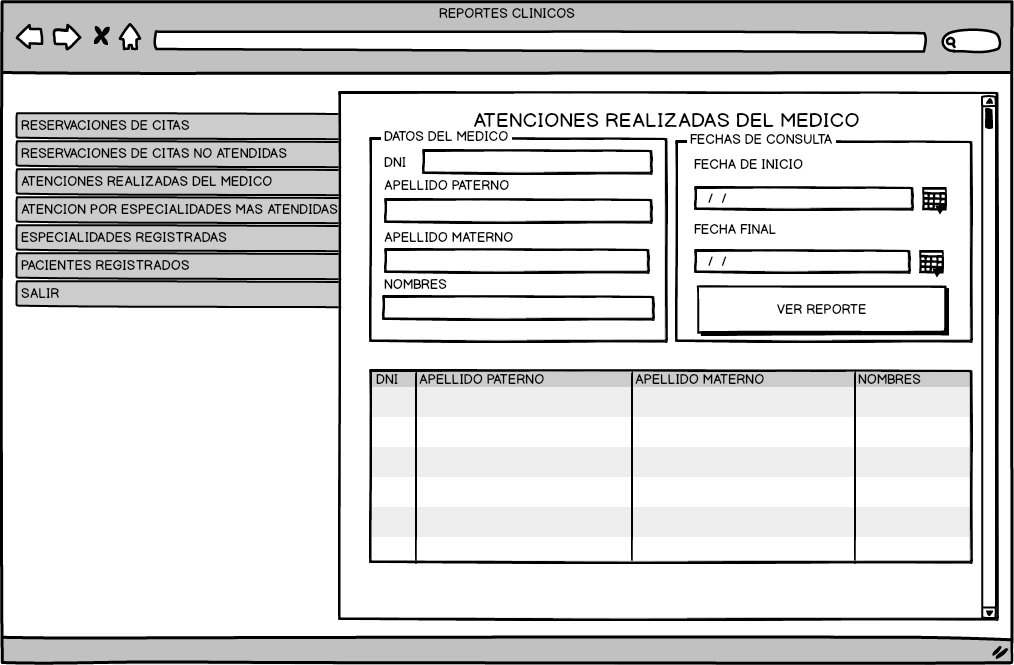 REPORTES CLINICOS
RESERVACIONES DE CITAS
RESERVACIONES DE CITAS NO ATENDIDAS
ATENCIONES REALIZADAS DEL MEDICO
ATENCION POR ESPECIALIDADES MAS ATENDIDAS
ESPECIALIDADES REGISTRADAS
PACIENTES REGISTRADOS
SALIR
ATENCIONES REALIZADAS DEL MEDICO
DATOS DEL MEDICO
DNI
APELLIDO PATERNO
APELLIDO MATERNO
NOMBRES
FECHAS DE CONSULTA
FECHA DE INICIO
/ /
FECHA FINAL
/ /
VER REPORTE
DNI APELLIDO PATERNO APELLIDO MATERNO NOMBRES